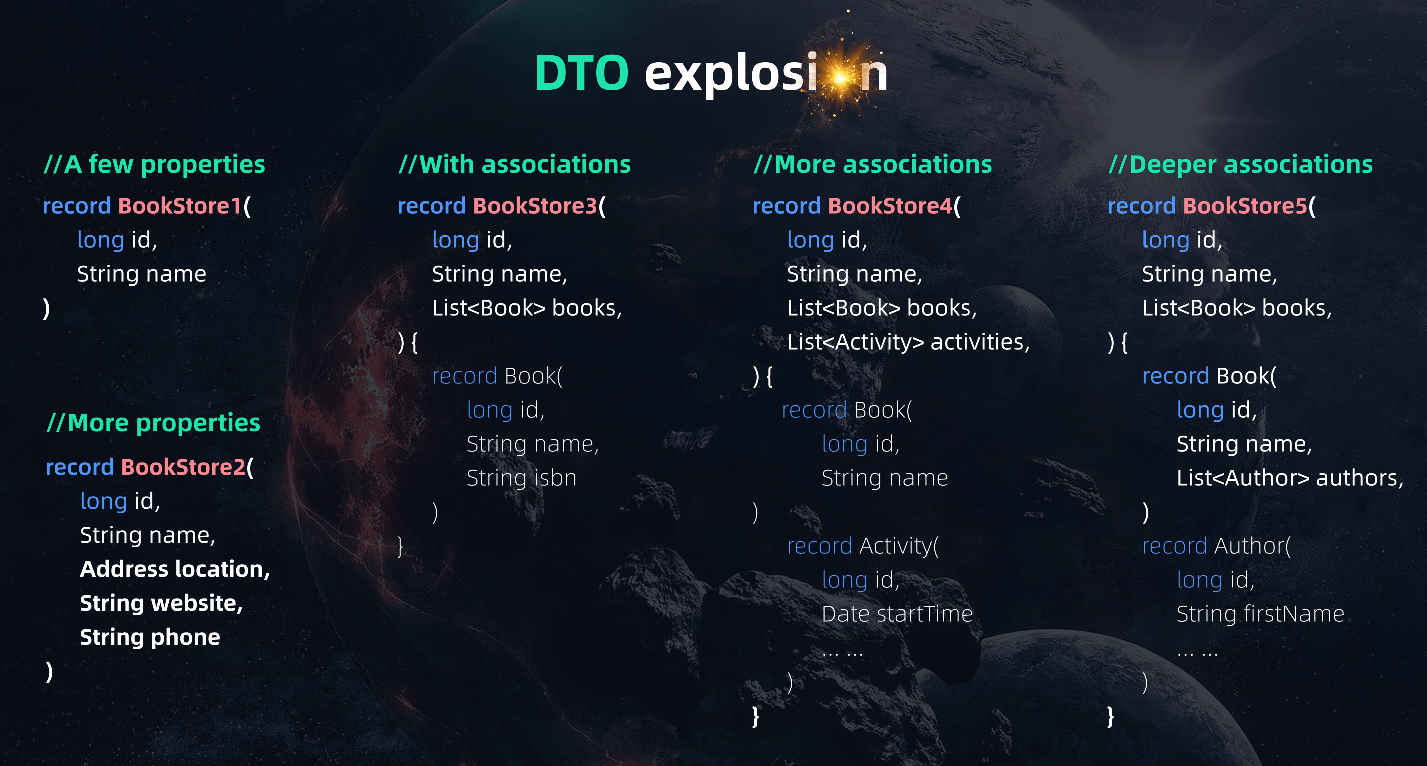 DTO explosion
//A few properties
record BookStore1(
long id,
String name
)
//More properties
record BookStore2(
long id,
String name,
Address location,
String website,
String phone
)
//With associations
record BookStore3(
long id,
String name,
List<Book> books,
) {
record Book(
long id,
String name,
String isbn
)
}
//More associations
record BookStore4(
long id,
String name,
List<Book> books,
List<Activity> activities,
) {
record Book(
long id,
String name
)
record Activity(
long id,
Date startTime
... ...
)
}
//Deeper associations
record BookStore5(
long id,
String name,
List<Book> books,
) {
record Book(
long id,
String name,
List<Author> authors,
)
record Author(
long id,
String firstName
... ...
)
}